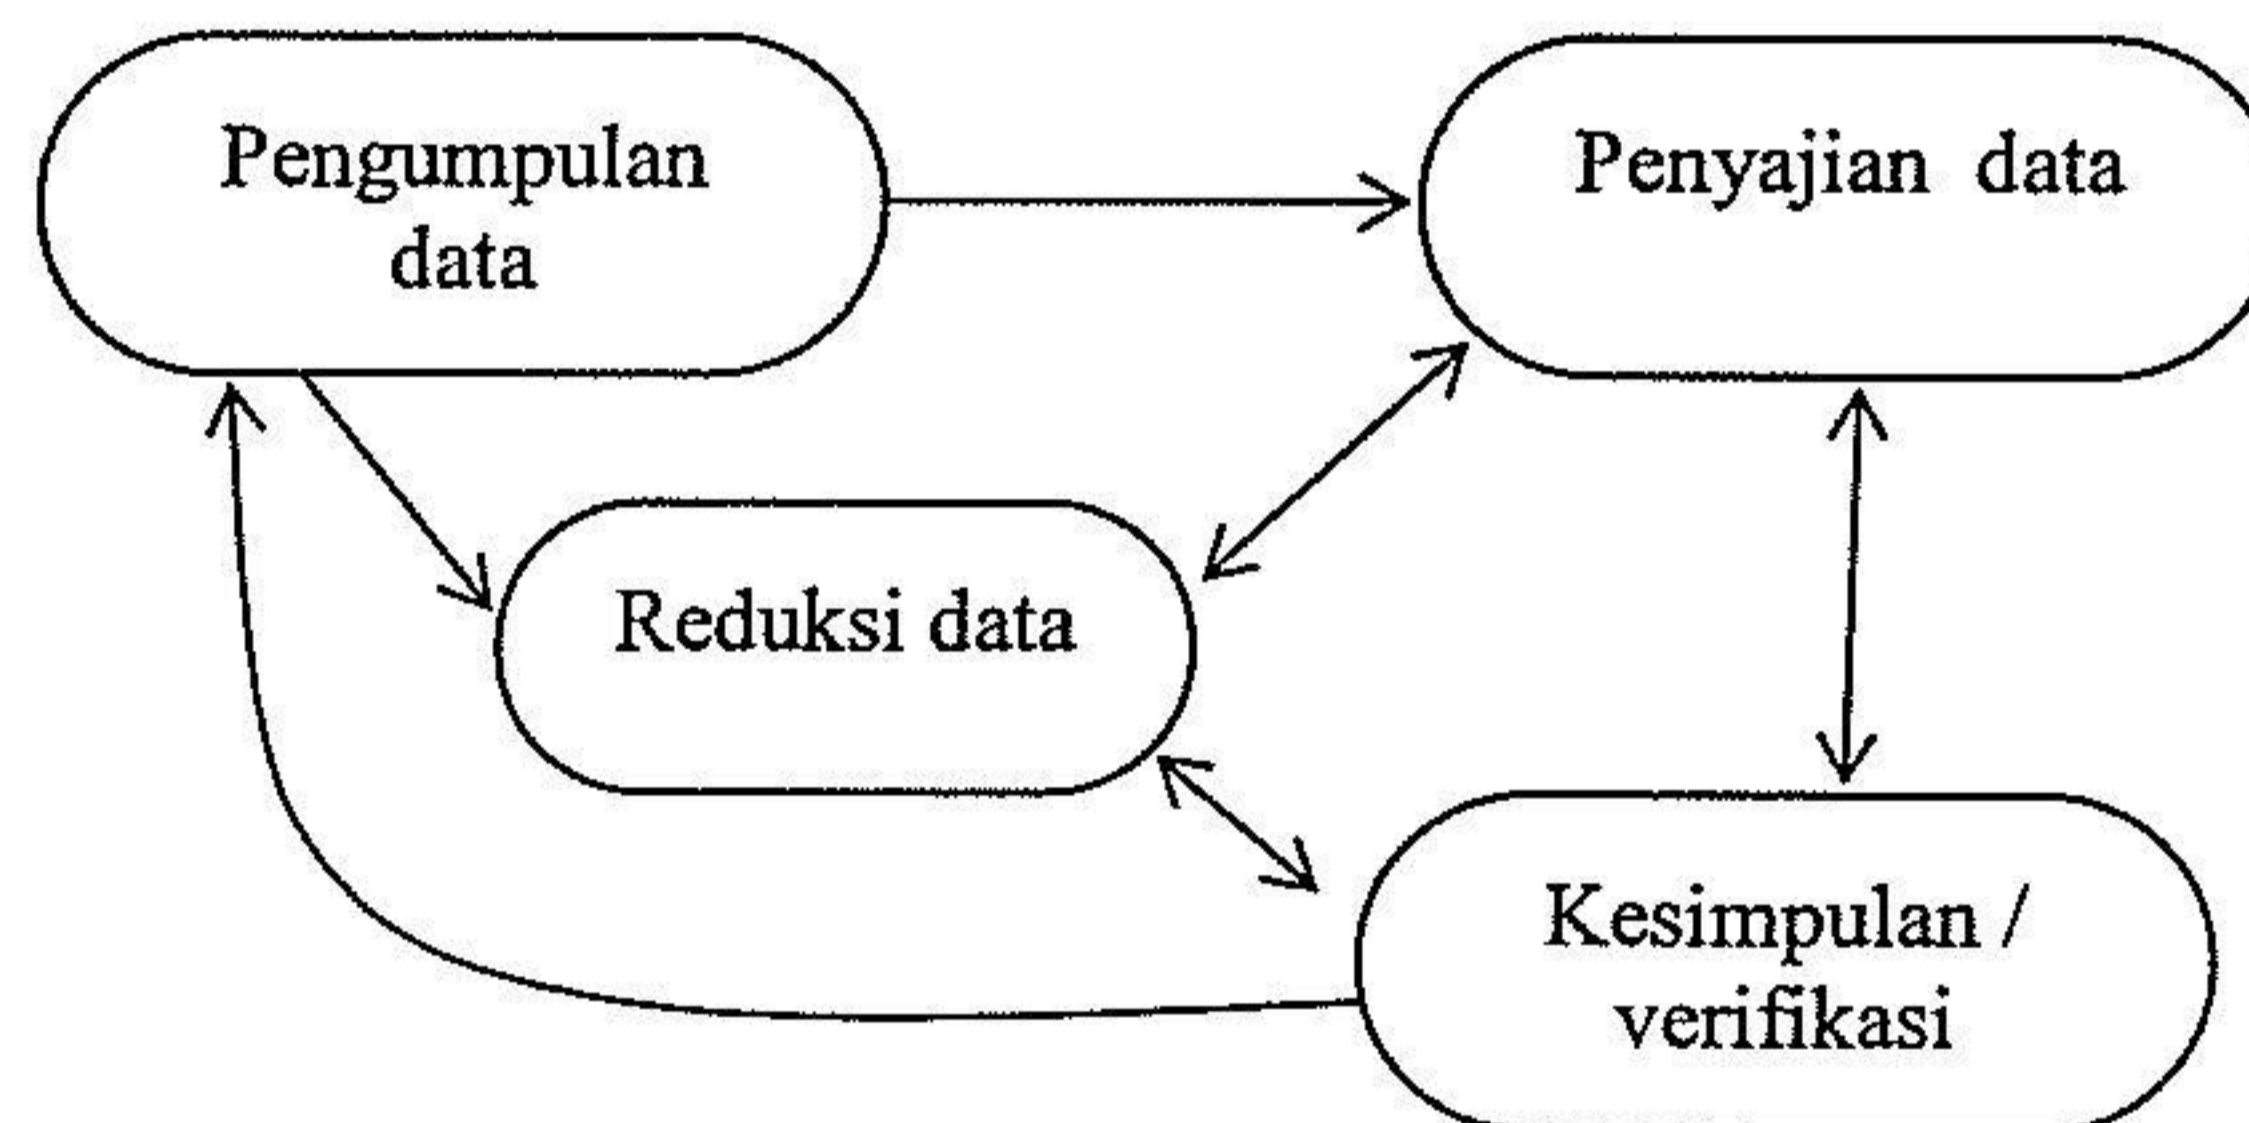 Pengumpulan
data
Penyajian data
Reduksi data
Kesimpulan /
verifikasi